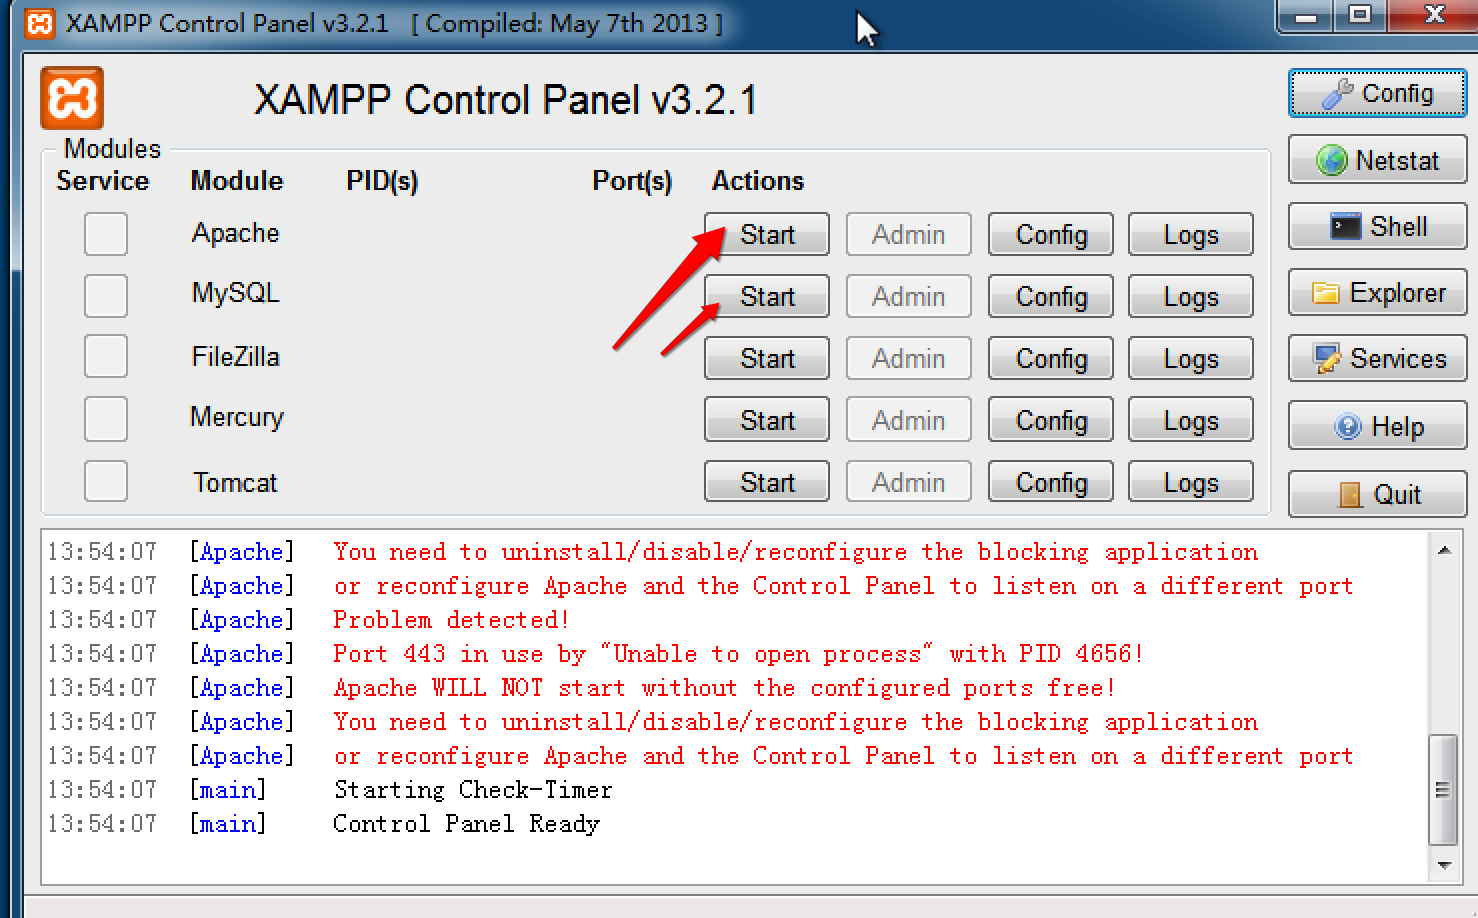 XAMPP Control Panel v3.2.1 [ Compiled: May 7th 2013 ]
XAMPP Control Panel v3.2.1
Config
Modules
Service Module PID(s) Port(s) Actions
Netstat
Apache Start Admin Config Logs
Shell
MySQL Start Admin Config Logs
Explorer
FileZilla Start Admin Config Logs
Services
Mercury Start Admin Config Logs
Help
Tomcat Start Admin Config Logs
Quit
13:54:07 [Apache] You need to uninstall/disable/reconfigure the blocking application
13:54:07 [Apache] or reconfigure Apache and the Control Panel to listen on a different port
13:54:07 [Apache] Problem detected!
13:54:07 [Apache] Port 443 in use by "Unable to open process" with PID 4656!
13:54:07 [Apache] Apache WILL NOT start without the configured ports free!
13:54:07 [Apache] You need to uninstall/disable/reconfigure the blocking application
13:54:07 [Apache] or reconfigure Apache and the Control Panel to listen on a different port
13:54:07 [main] Starting Check-Timer
13:54:07 [main] Control Panel Ready